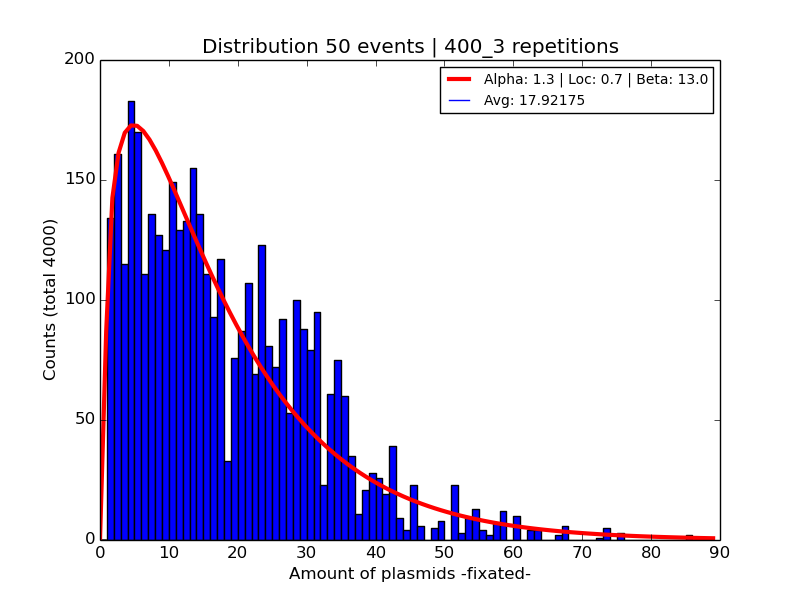 Distribution 50 events | 400_3 repetitions
Alpha: 1.3 | Loc: 0.7 | Beta: 13.0
Avg: 17.92175
Counts (total 4000)
200
150
100
50
0
0 10 20 30 40 50 60 70 80 90
Amount of plasmids -fixated-